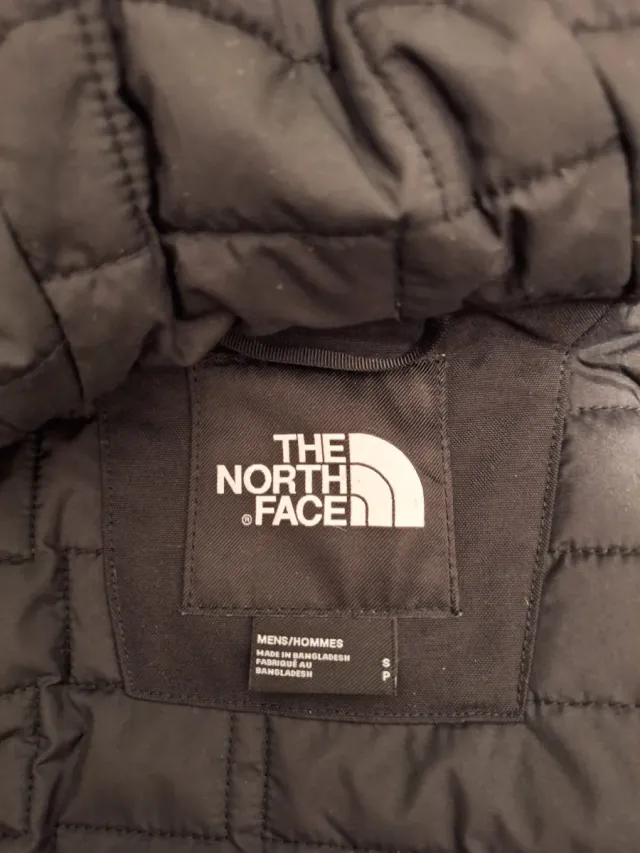 THE
NORTH
® FACE
MENS/HOMMES
MADE IN BANGLADESH
FABRIQUÉ AU
BANGLADESH
S
P